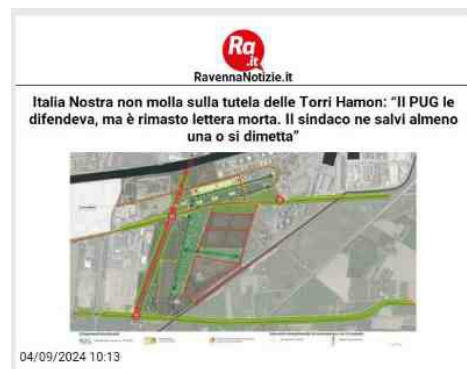 Ra
.it
RavennaNotizie.it
Italia Nostra non molla sulla tutela delle Torri Hamon: “Il PUG le
difendeva, ma è rimasto lettera morta. Il sindaco ne salvi almeno
una o si dimetta”
04/09/2024 10:13